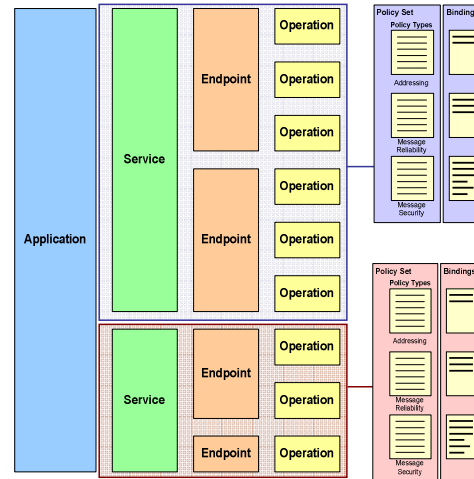 Application
Service
Endpoint
Operation
Operation
Operation
Endpoint
Operation
Operation
Operation
Service
Endpoint
Operation
Operation
Endpoint
Operation
Policy Set
Policy Types
Addressing
Message
Reliability
Message
Security
Binding
Policy Set
Policy Types
Addressing
Message
Reliability
Message
Security
Bindings